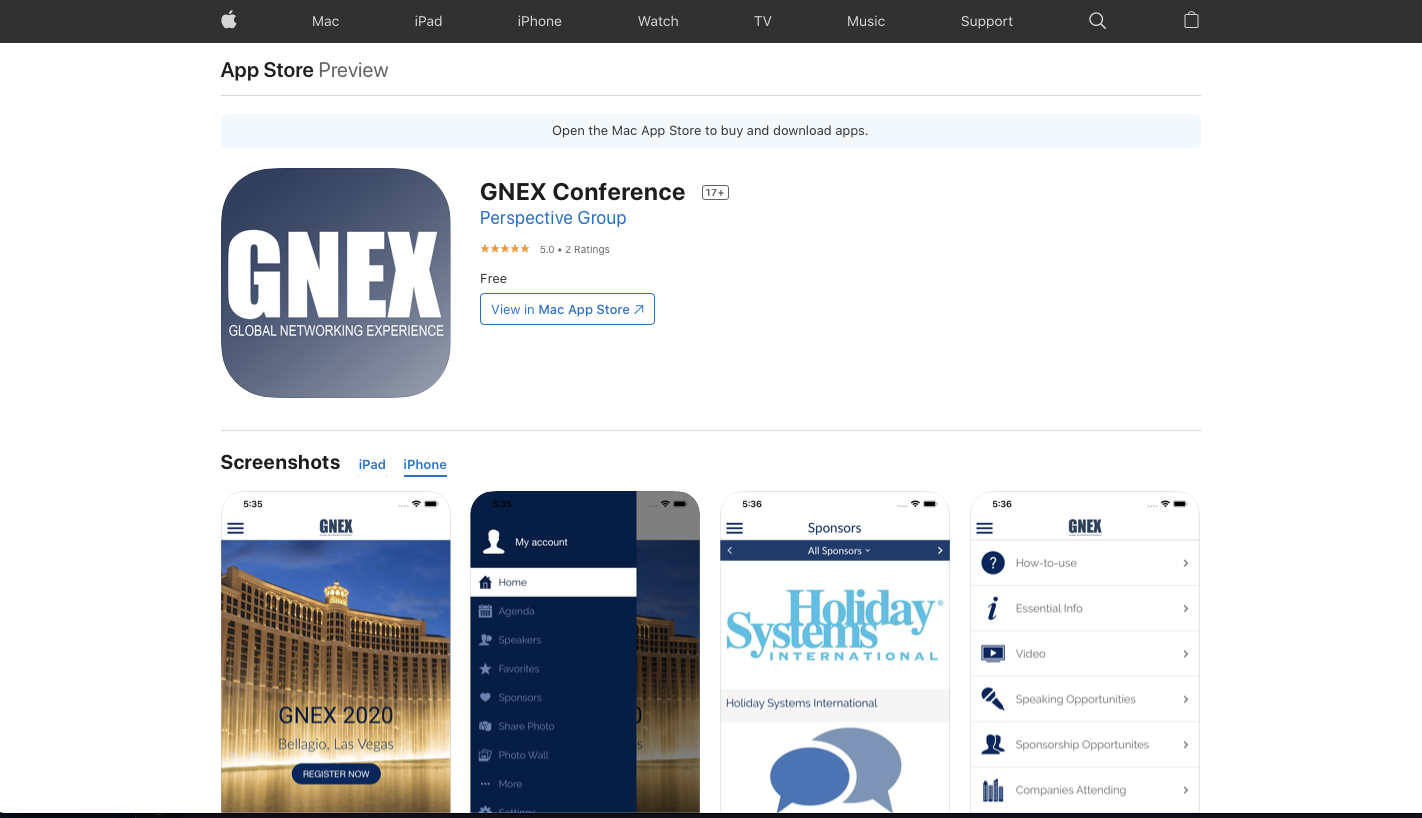 Mac iPad iPhone Watch TV Music Support
App Store Preview
Open the Mac App Store to buy and download apps.
GNEX
GLOBAL NETWORKING EXPERIENCE
GNEX Conference 17+
Perspective Group
5.0 • 2 Ratings
Free
View in Mac App Store
Screenshots iPad iPhone
5:35
GNEX
GNEX 2020
Bellagio, Las Vegas
REGISTER NOW
5:35
My account
Home
Agenda
Speakers
Favorites
Sponsors
Share Photo
Photo Wall
More
Settings
5:36
Sponsors
All Sponsors
Holiday
Systems
INTERNATIONAL
Holiday Systems International
5:36
GNEX
How-to-use
Essential Info
Video
Speaking Opportunities
Sponsorship Opportunites
Companies Attending